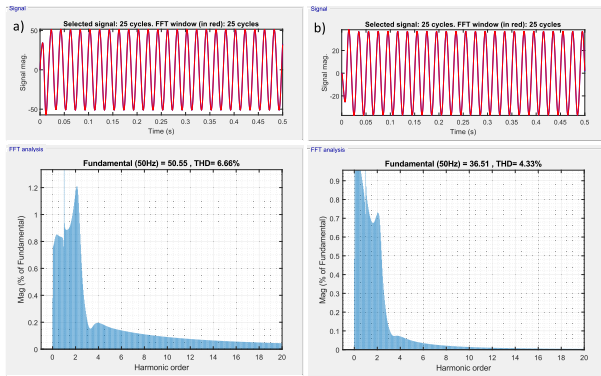 Signal
a)
Selected signal: 25 cycles. FFT window (in red): 25 cycles
Signal mag.
50
0
-50
0 0.05 0.1 0.15 0.2 0.25 0.3 0.35 0.4 0.45 0.5
Time (s)
FFT analysis
Fundamental (50Hz) = 50.55 , THD= 6.66%
Mag (% of Fundamental)
1.2
1
0.8
0.6
0.4
0.2
0
0 2 4 6 8 10 12 14 16 18 20
Harmonic order
Signal
b)
Selected signal: 25 cycles. FFT window (in red): 25 cycles
Signal mag.
20
0
-20
0 0.05 0.1 0.15 0.2 0.25 0.3 0.35 0.4 0.45 0.5
Time (s)
FFT analysis
Fundamental (50Hz) = 36.51 , THD= 4.33%
Mag (% of Fundamental)
0.9
0.8
0.7
0.6
0.5
0.4
0.3
0.2
0.1
0
0 2 4 6 8 10 12 14 16 18 20
Harmonic order